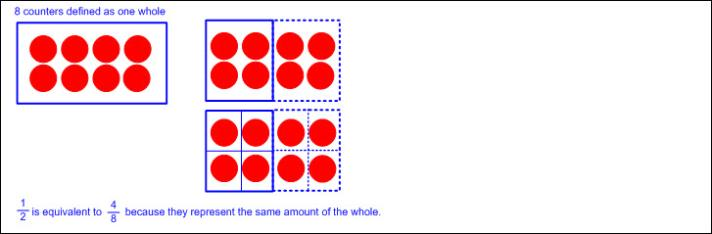 8 counters defined as one whole
1/2 is equivalent to 4/8 because they represent the same amount of the whole.